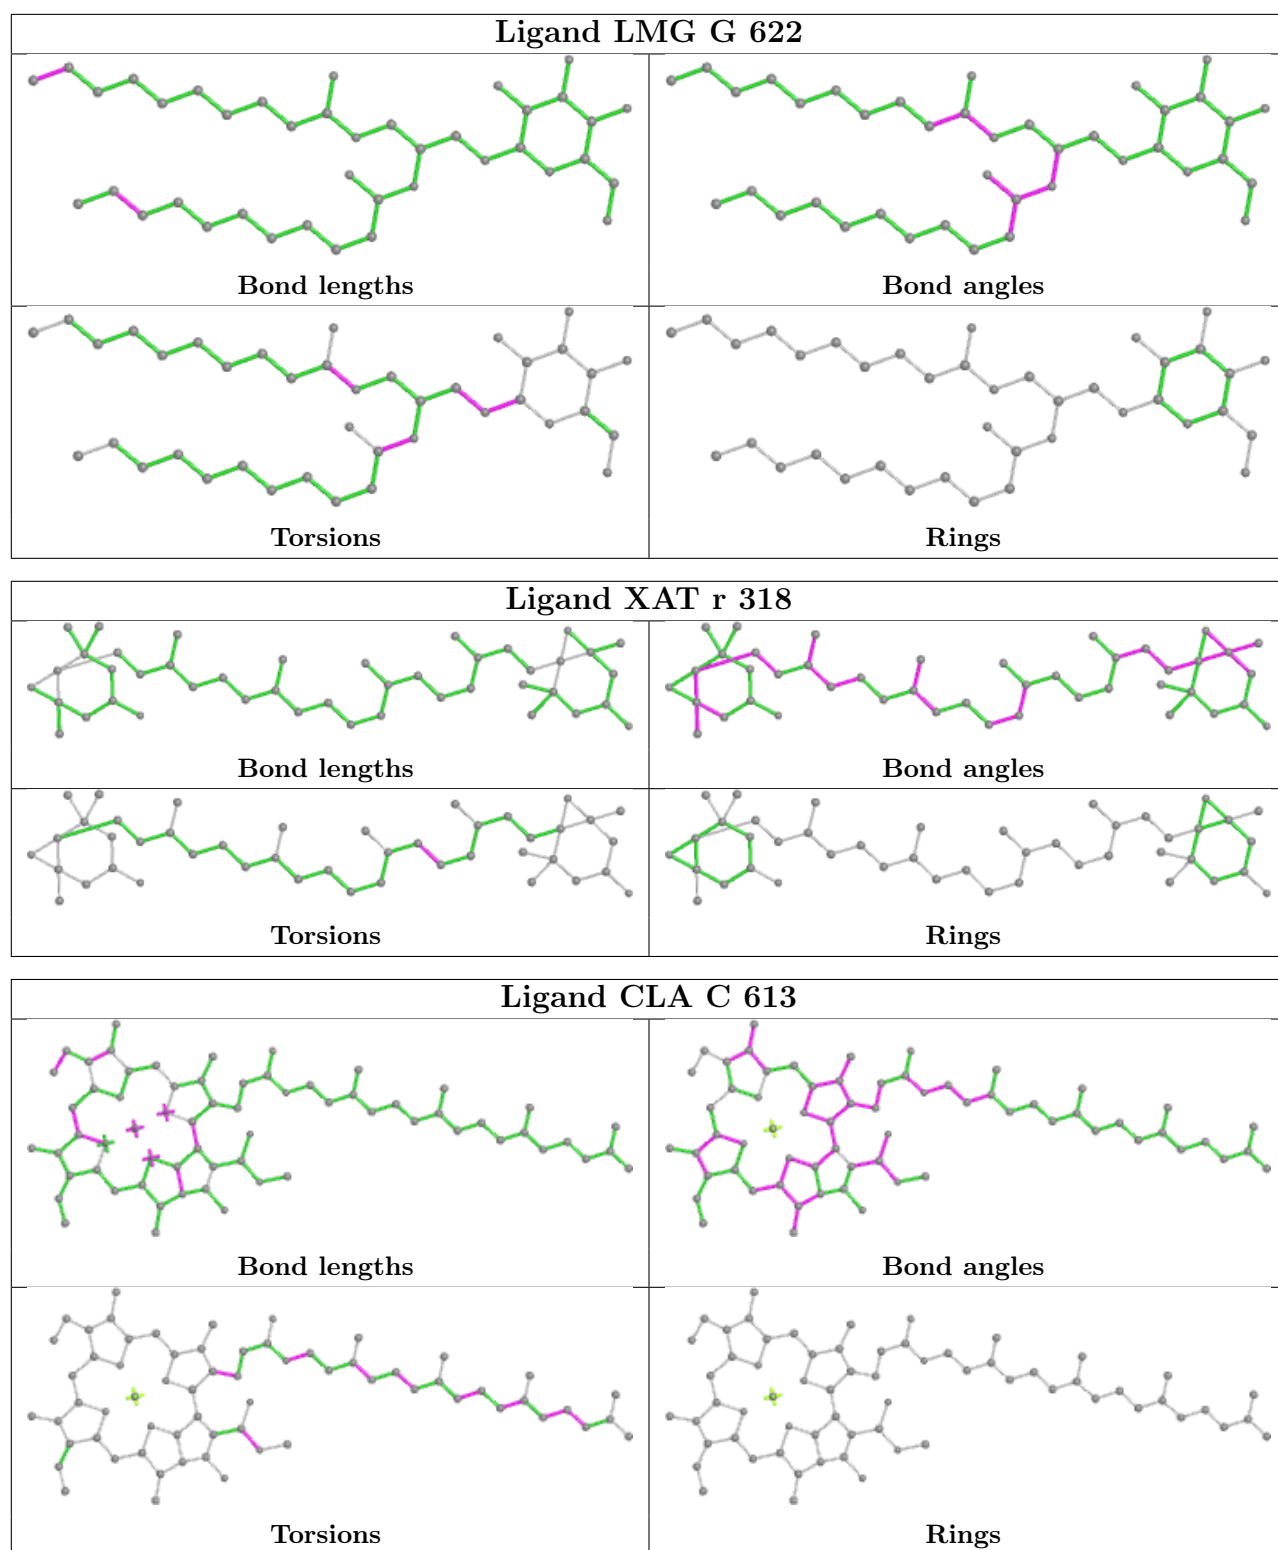 Ligand LMG G 622
Bond lengths
Bond angles
Torsions
Rings
Ligand XAT r 318
Bond lengths
Bond angles
Torsions
Rings
Ligand CLA C 613
Bond lengths
Bond angles
Torsions
Rings